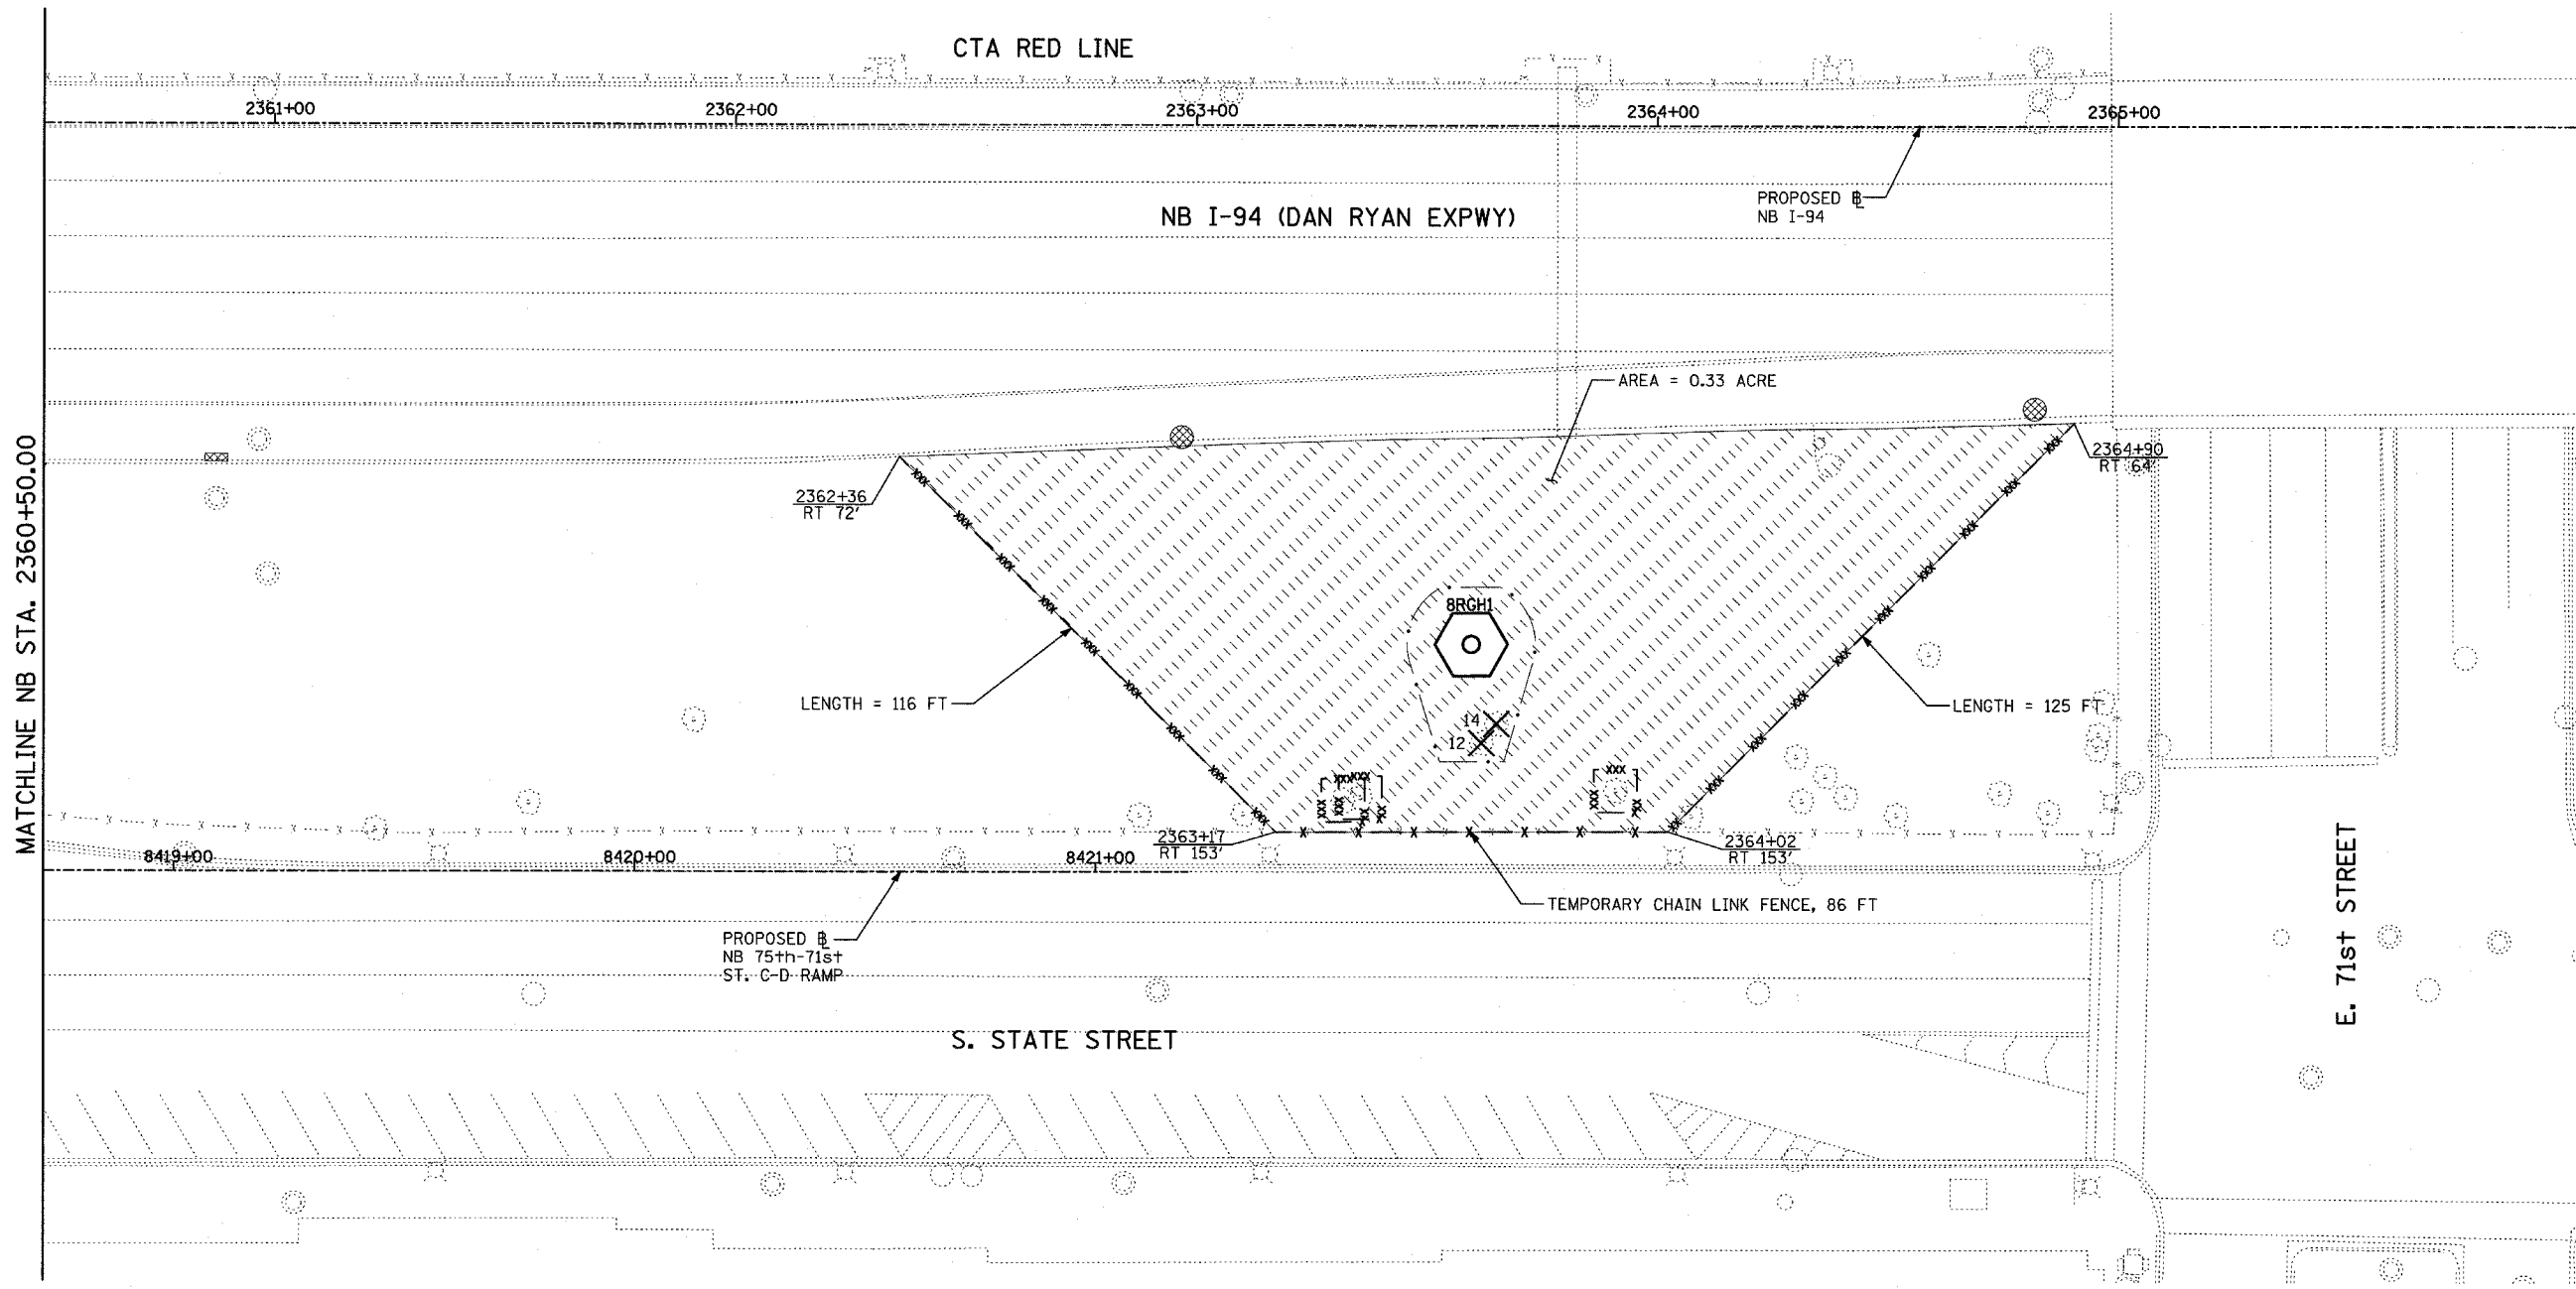 CTA RED LINE
2361+00
2362+00
2363+00
2364+00
2365+00
PROPOSED ⅊
NB I-94
NB I-94 (DAN RYAN EXPWY)
AREA = 0.33 ACRE
MATCHLINE NB STA. 2360+50.00
2362+36
RT 72'
2364+90
RT 64'
8RGH1
LENGTH = 116 FT
LENGTH = 125 FT
14
12
2363+17
RT 153'
2364+02
RT 153'
8419+00
8420+00
8421+00
TEMPORARY CHAIN LINK FENCE, 86 FT
PROPOSED ⅊
NB 75th-71st
ST. C-D RAMP
S. STATE STREET
E. 71st STREET